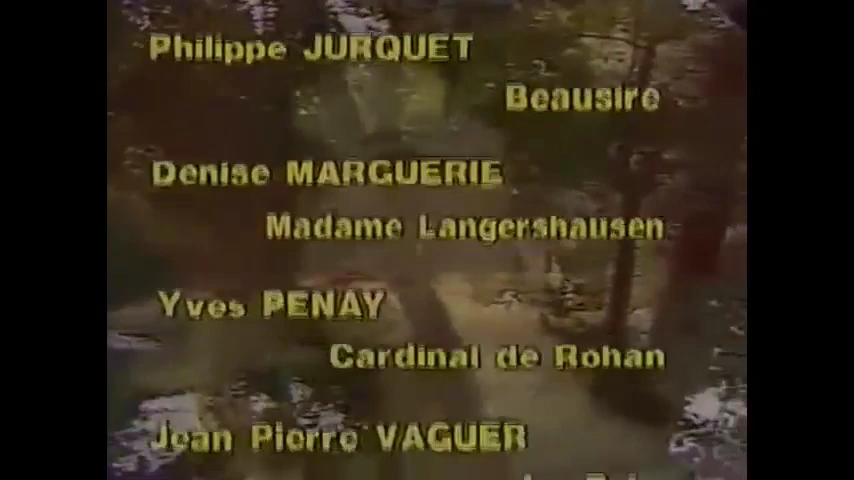 Philippe JURQUET
Beausire
Denise MARGUERIE
Madame Langershausen
Yves PENAY
Cardinal de Rohan
Jean Pierre VAGUER